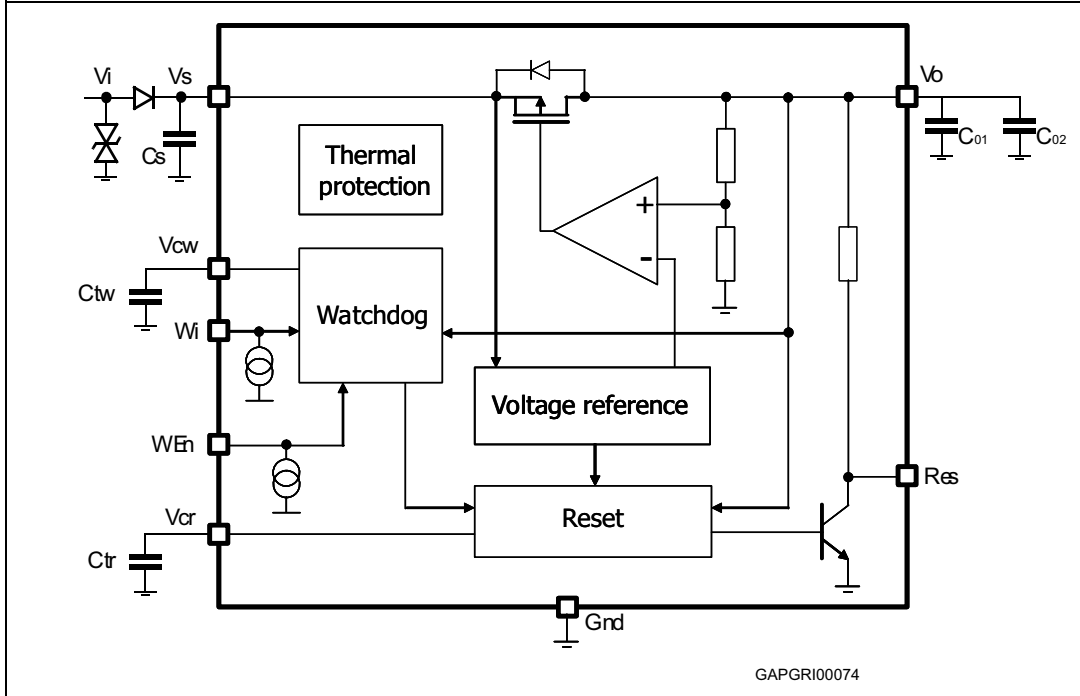 Vi
Vs
Vo
Cs
C01
C02
Thermal
protection
+
-
Vcw
Ctw
Watchdog
Wi
Voltage reference
WEn
Res
Vcr
Reset
Ctr
Gnd
GAPGRI00074